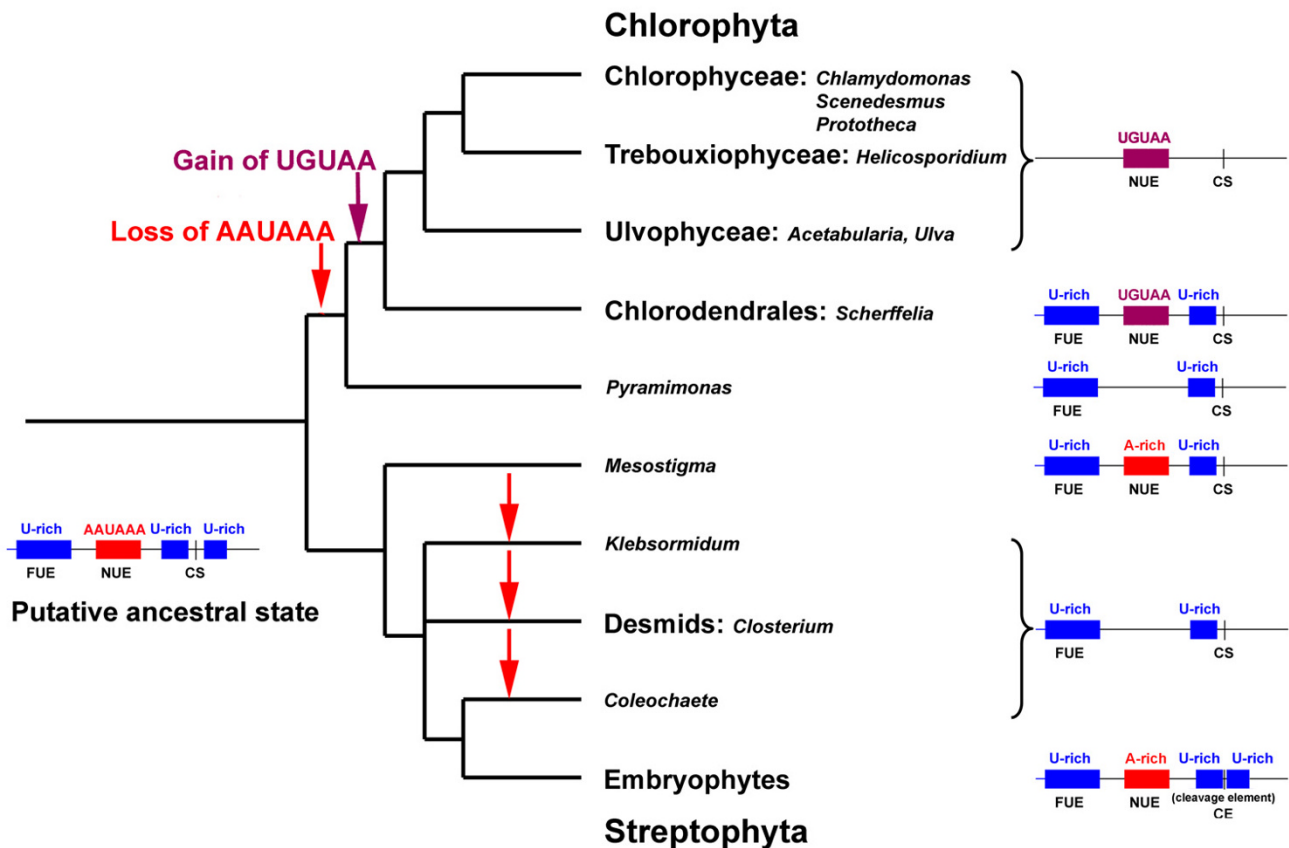 Chlorophyta
Chlorophyceae: Chlamydomonas
Scenedesmus
Prototheca
UGUAA
NUE CS
Gain of UGUAA
Trebouxiophyceae: Helicosporidium
Loss of AAUAAA
Ulvophyceae: Acetabularia, Ulva
U-rich UGUAA U-rich
Chlorodendrales: Scherffelia
FUE NUE CS
U-rich U-rich
Pyramimonas
FUE CS
U-rich A-rich U-rich
Mesostigma
FUE NUE CS
U-rich AAUAAA U-rich U-rich
FUE NUE CS
Putative ancestral state
Klebsormidum
U-rich U-rich
Desmids: Closterium
FUE CS
Coleochaete
U-rich A-rich U-rich U-rich
Embryophytes
(cleavage element)
FUE NUE CE
Streptophyta